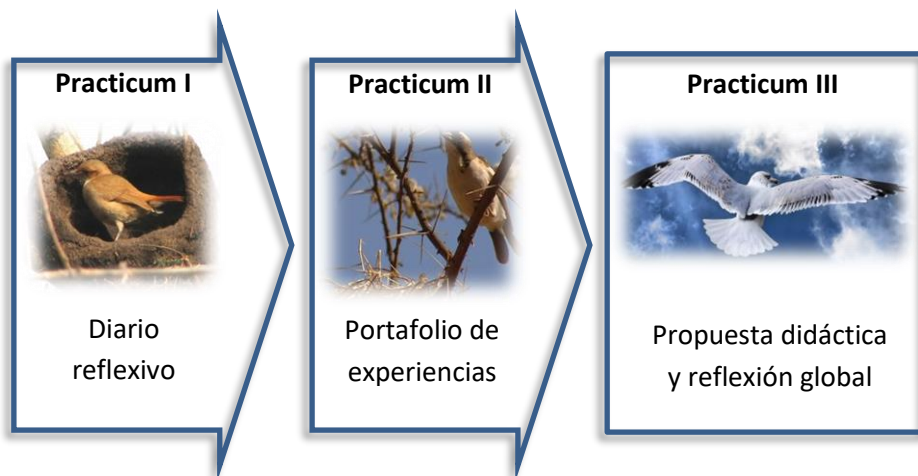 Practicum I
Diario
reflexivo
Practicum II
Portafolio de
experiencias
Practicum III
Propuesta didáctica
y reflexión global